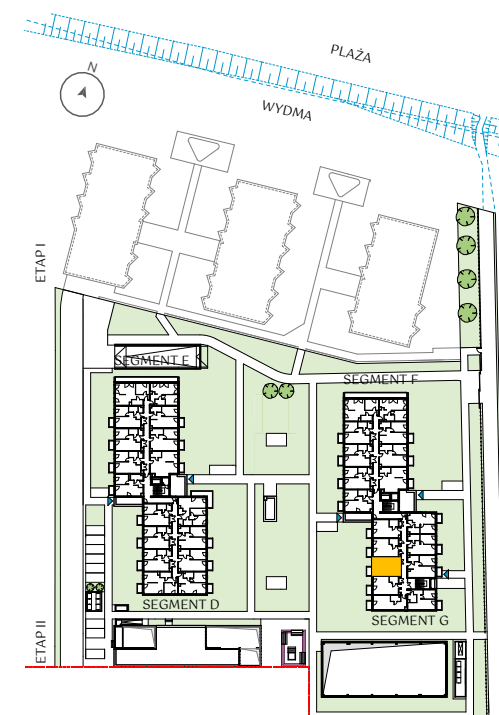 PLAŻA
N
WYDMA
ETAP I
SEGMENT E
SEGMENT F
SEGMENT D
SEGMENT G
ETAP II